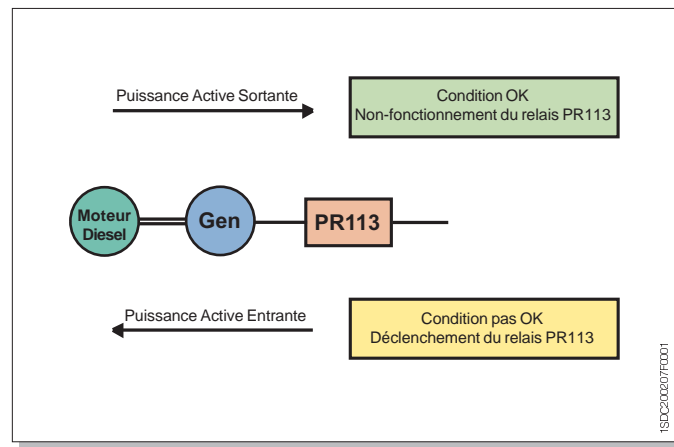 Puissance Active Sortante
Condition OK
Non-fonctionnement du relais PR113
Moteur
Diesel
Gen
PR113
Puissance Active Entrante
Condition pas OK
Déclenchement du relais PR113
1SDC200207F0001